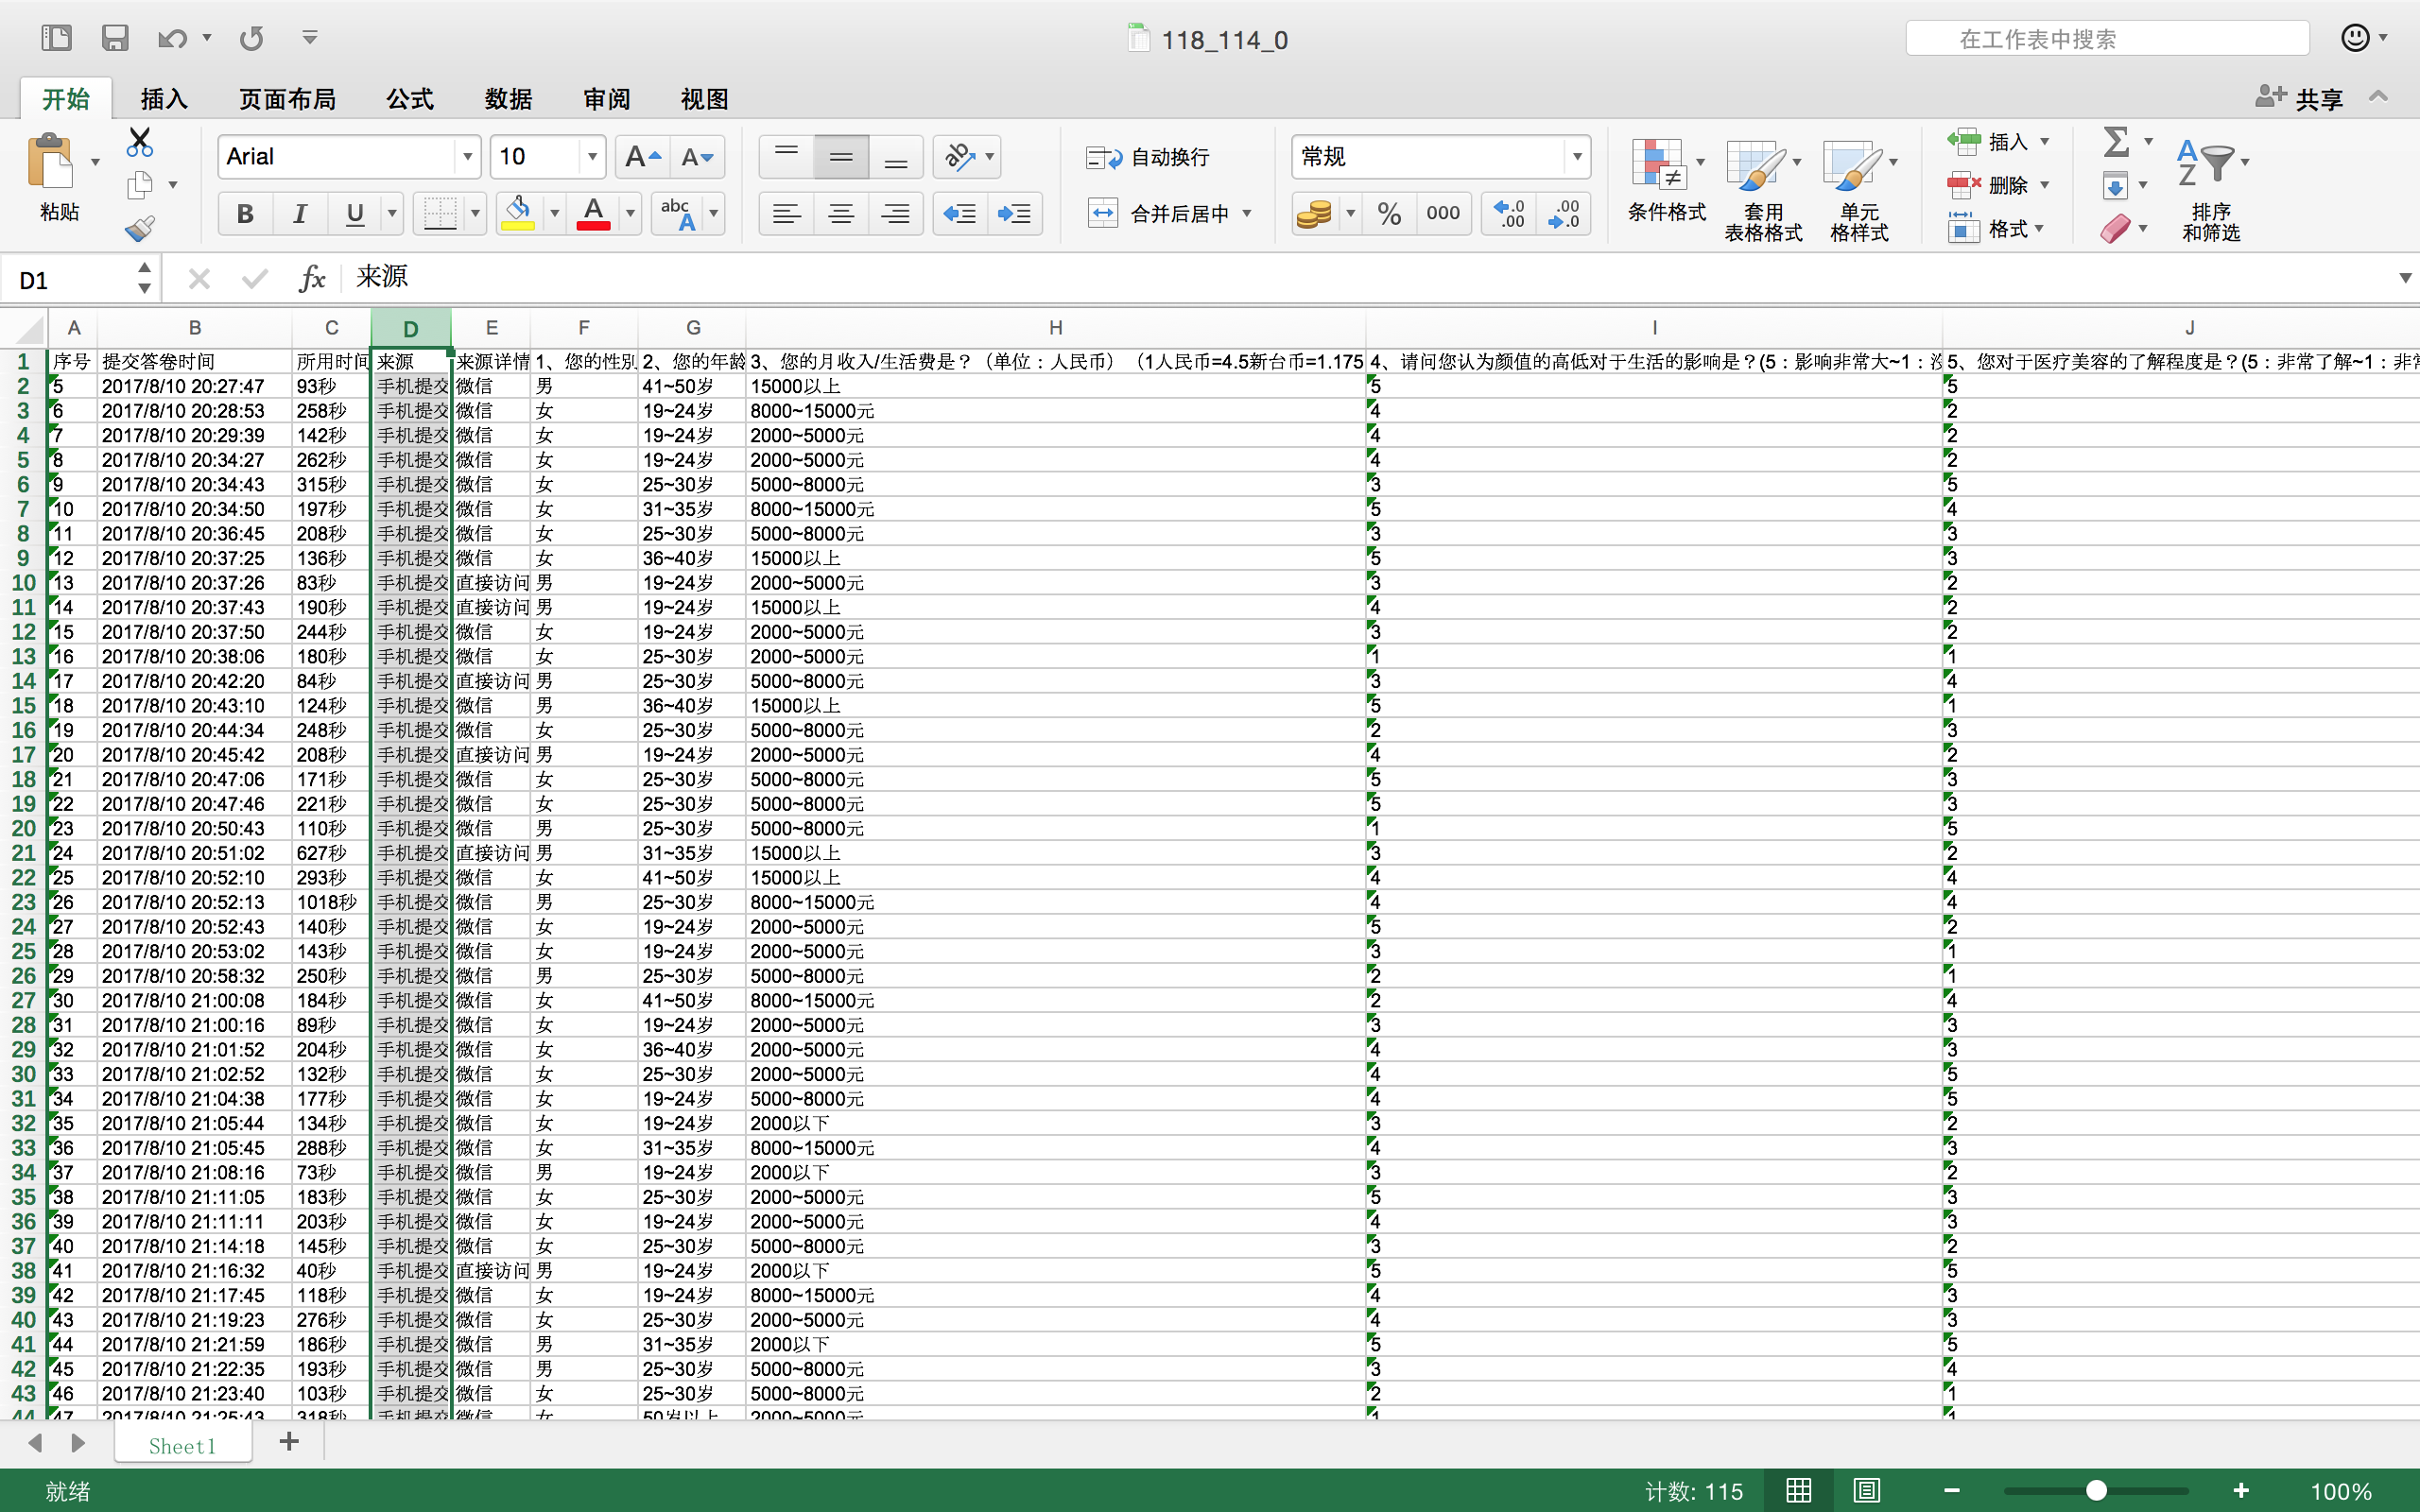 118_114_0
在工作表中搜索
开始 插入 页面布局 公式 数据 审阅 视图 共享
粘贴 Arial 10 自动换行 常规 条件格式 套用 表格格式 单元 格样式 插入 排序 和筛选
合并后居中 % 000 删除
格式
D1 fx 来源
A B C D E F G H I J
1 序号 提交答卷时间 所用时间 来源 来源详情 1、您的性别 2、您的年龄 3、您的月收入/生活费是？（单位：人民币）（1人民币=4.5新台币=1.175 4、请问您认为颜值的高低对于生活的影响是？(5：影响非常大~1： 5、您对于医疗美容的了解程度是？(5：非常了解~1：非
2 5 2017/8/10 20:27:47 93秒 手机提交 微信 男 41~50岁 15000以上 5 5
3 6 2017/8/10 20:28:53 258秒 手机提交 微信 女 19~24岁 8000~15000元 4 2
4 7 2017/8/10 20:29:39 142秒 手机提交 微信 女 19~24岁 2000~5000元 4 2
5 8 2017/8/10 20:34:27 262秒 手机提交 微信 女 19~24岁 2000~5000元 4 2
6 9 2017/8/10 20:34:43 315秒 手机提交 微信 女 25~30岁 5000~8000元 3 5
7 10 2017/8/10 20:34:50 197秒 手机提交 微信 女 31~35岁 8000~15000元 5 4
8 11 2017/8/10 20:36:45 208秒 手机提交 微信 女 25~30岁 5000~8000元 3 3
9 12 2017/8/10 20:37:25 136秒 手机提交 微信 女 36~40岁 15000以上 5 3
10 13 2017/8/10 20:37:26 83秒 手机提交 直接访问 男 19~24岁 2000~5000元 3 2
11 14 2017/8/10 20:37:43 190秒 手机提交 直接访问 男 19~24岁 15000以上 4 2
12 15 2017/8/10 20:37:50 244秒 手机提交 微信 女 19~24岁 2000~5000元 3 2
13 16 2017/8/10 20:38:06 180秒 手机提交 微信 女 25~30岁 2000~5000元 1 1
14 17 2017/8/10 20:42:20 84秒 手机提交 直接访问 男 25~30岁 5000~8000元 3 4
15 18 2017/8/10 20:43:10 124秒 手机提交 微信 男 36~40岁 15000以上 5 1
16 19 2017/8/10 20:44:34 248秒 手机提交 微信 女 25~30岁 5000~8000元 2 3
17 20 2017/8/10 20:45:42 208秒 手机提交 直接访问 男 19~24岁 2000~5000元 4 2
18 21 2017/8/10 20:47:06 171秒 手机提交 微信 女 25~30岁 5000~8000元 5 3
19 22 2017/8/10 20:47:46 221秒 手机提交 微信 女 25~30岁 5000~8000元 5 3
20 23 2017/8/10 20:50:43 110秒 手机提交 微信 男 25~30岁 5000~8000元 1 5
21 24 2017/8/10 20:51:02 627秒 手机提交 直接访问 男 31~35岁 15000以上 3 2
22 25 2017/8/10 20:52:10 293秒 手机提交 微信 女 41~50岁 15000以上 4 4
23 26 2017/8/10 20:52:13 1018秒 手机提交 微信 男 25~30岁 8000~15000元 4 4
24 27 2017/8/10 20:52:43 140秒 手机提交 微信 女 19~24岁 2000~5000元 5 2
25 28 2017/8/10 20:53:02 143秒 手机提交 微信 女 19~24岁 2000~5000元 3 1
26 29 2017/8/10 20:58:32 250秒 手机提交 微信 男 25~30岁 5000~8000元 2 1
27 30 2017/8/10 21:00:08 184秒 手机提交 微信 女 41~50岁 8000~15000元 2 4
28 31 2017/8/10 21:00:16 89秒 手机提交 微信 女 19~24岁 2000~5000元 3 3
29 32 2017/8/10 21:01:52 204秒 手机提交 微信 女 36~40岁 2000~5000元 4 3
30 33 2017/8/10 21:02:52 132秒 手机提交 微信 女 25~30岁 2000~5000元 4 5
31 34 2017/8/10 21:04:38 177秒 手机提交 微信 女 19~24岁 5000~8000元 4 5
32 35 2017/8/10 21:05:44 134秒 手机提交 微信 女 19~24岁 2000以下 3 2
33 36 2017/8/10 21:05:45 288秒 手机提交 微信 女 31~35岁 8000~15000元 4 3
34 37 2017/8/10 21:08:16 73秒 手机提交 微信 男 19~24岁 2000以下 3 2
35 38 2017/8/10 21:11:05 183秒 手机提交 微信 女 25~30岁 2000~5000元 5 3
36 39 2017/8/10 21:11:11 203秒 手机提交 微信 女 19~24岁 2000~5000元 4 3
37 40 2017/8/10 21:14:18 145秒 手机提交 微信 女 25~30岁 5000~8000元 3 2
38 41 2017/8/10 21:16:32 40秒 手机提交 直接访问 男 19~24岁 2000以下 5 5
39 42 2017/8/10 21:17:45 118秒 手机提交 微信 女 19~24岁 8000~15000元 4 3
40 43 2017/8/10 21:19:23 276秒 手机提交 微信 女 25~30岁 2000~5000元 4 3
41 44 2017/8/10 21:21:59 186秒 手机提交 微信 男 31~35岁 2000以下 5 5
42 45 2017/8/10 21:22:35 193秒 手机提交 微信 男 25~30岁 5000~8000元 3 4
43 46 2017/8/10 21:23:40 103秒 手机提交 微信 女 25~30岁 5000~8000元 2 1
44 47 2017/8/10 21:25:43 318秒 手机提交 微信 女 50岁以上 2000~5000元 1 1
Sheet1
就绪 计数: 115 100%